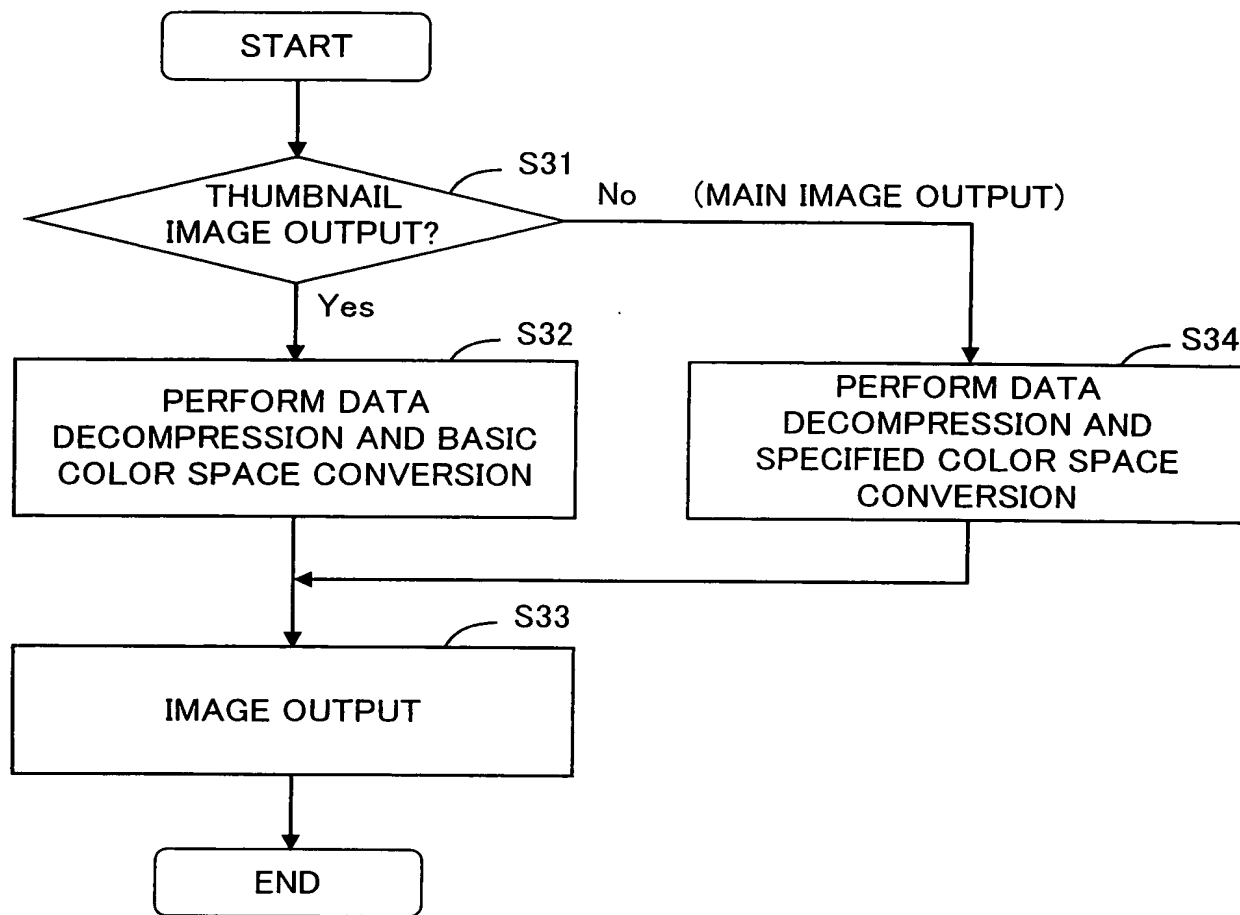 START
S31
THUMBNAIL
IMAGE OUTPUT?
No (MAIN IMAGE OUTPUT)
Yes
S32
PERFORM DATA
DECOMPRESSION AND BASIC
COLOR SPACE CONVERSION
S34
PERFORM DATA
DECOMPRESSION AND
SPECIFIED COLOR SPACE
CONVERSION
S33
IMAGE OUTPUT
END